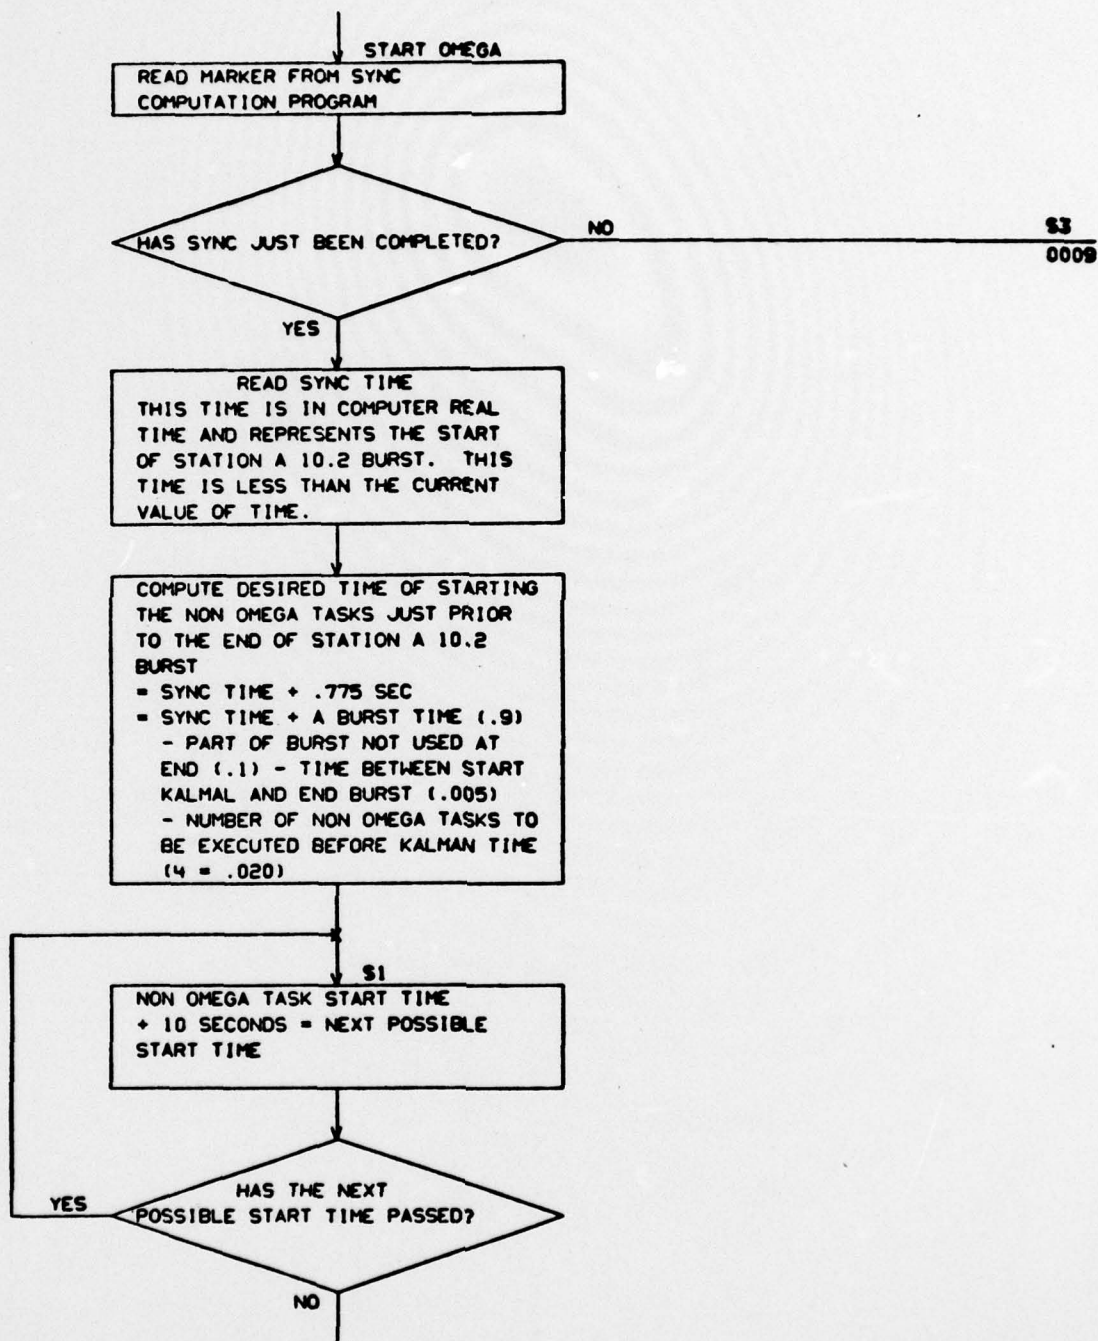 START OMEGA
READ MARKER FROM SYNC
COMPUTATION PROGRAM
HAS SYNC JUST BEEN COMPLETED?
NO
S3
0009
YES
READ SYNC TIME
THIS TIME IS IN COMPUTER REAL
TIME AND REPRESENTS THE START
OF STATION A 10.2 BURST. THIS
TIME IS LESS THAN THE CURRENT
VALUE OF TIME.
COMPUTE DESIRED TIME OF STARTING
THE NON OMEGA TASKS JUST PRIOR
TO THE END OF STATION A 10.2
BURST
= SYNC TIME + .775 SEC
= SYNC TIME + A BURST TIME (.9)
- PART OF BURST NOT USED AT
END (.1) - TIME BETWEEN START
KALMAL AND END BURST (.005)
- NUMBER OF NON OMEGA TASKS TO
BE EXECUTED BEFORE KALMAN TIME
(4 = .020)
S1
NON OMEGA TASK START TIME
+ 10 SECONDS = NEXT POSSIBLE
START TIME
HAS THE NEXT
POSSIBLE START TIME PASSED?
YES
NO